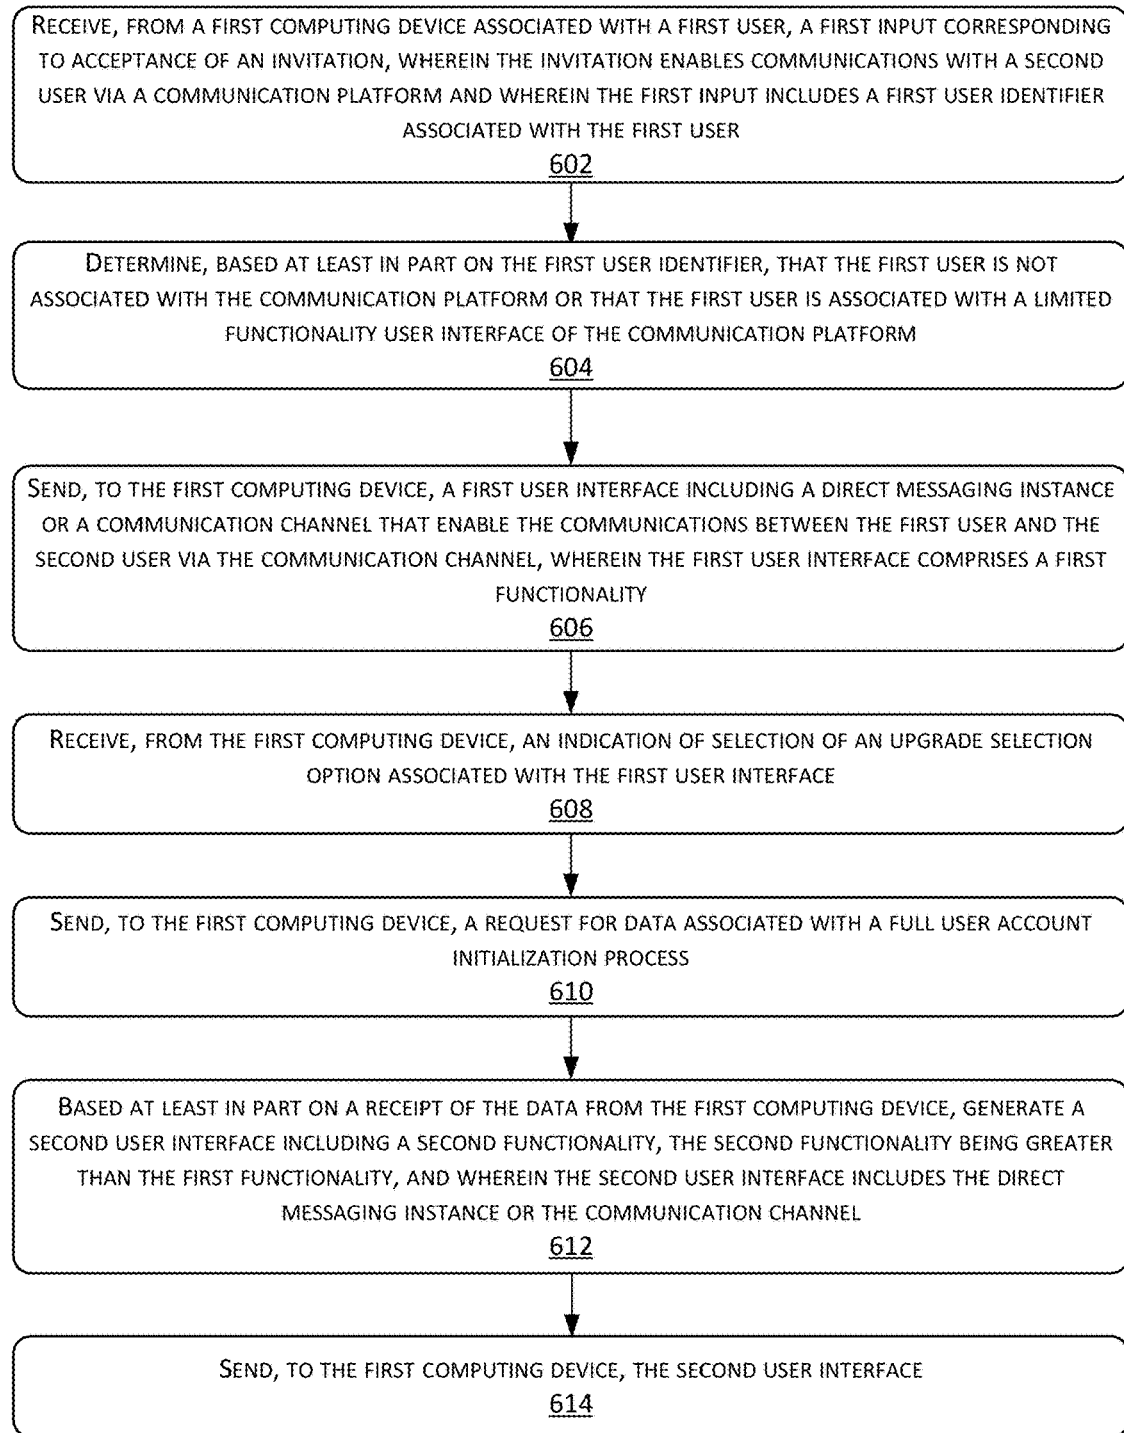 RECEIVE, FROM A FIRST COMPUTING DEVICE ASSOCIATED WITH A FIRST USER, A FIRST INPUT CORRESPONDING
TO ACCEPTANCE OF AN INVITATION, WHEREIN THE INVITATION ENABLES COMMUNICATIONS WITH A SECOND
USER VIA A COMMUNICATION PLATFORM AND WHEREIN THE FIRST INPUT INCLUDES A FIRST USER IDENTIFIER
ASSOCIATED WITH THE FIRST USER
602
DETERMINE, BASED AT LEAST IN PART ON THE FIRST USER IDENTIFIER, THAT THE FIRST USER IS NOT
ASSOCIATED WITH THE COMMUNICATION PLATFORM OR THAT THE FIRST USER IS ASSOCIATED WITH A LIMITED
FUNCTIONALITY USER INTERFACE OF THE COMMUNICATION PLATFORM
604
SEND, TO THE FIRST COMPUTING DEVICE, A FIRST USER INTERFACE INCLUDING A DIRECT MESSAGING INSTANCE
OR A COMMUNICATION CHANNEL THAT ENABLE THE COMMUNICATIONS BETWEEN THE FIRST USER AND THE
SECOND USER VIA THE COMMUNICATION CHANNEL, WHEREIN THE FIRST USER INTERFACE COMPRISES A FIRST
FUNCTIONALITY
606
RECEIVE, FROM THE FIRST COMPUTING DEVICE, AN INDICATION OF SELECTION OF AN UPGRADE SELECTION
OPTION ASSOCIATED WITH THE FIRST USER INTERFACE
608
SEND, TO THE FIRST COMPUTING DEVICE, A REQUEST FOR DATA ASSOCIATED WITH A FULL USER ACCOUNT
INITIALIZATION PROCESS
610
BASED AT LEAST IN PART ON A RECEIPT OF THE DATA FROM THE FIRST COMPUTING DEVICE, GENERATE A
SECOND USER INTERFACE INCLUDING A SECOND FUNCTIONALITY, THE SECOND FUNCTIONALITY BEING GREATER
THAN THE FIRST FUNCTIONALITY, AND WHEREIN THE SECOND USER INTERFACE INCLUDES THE DIRECT
MESSAGING INSTANCE OR THE COMMUNICATION CHANNEL
612
SEND, TO THE FIRST COMPUTING DEVICE, THE SECOND USER INTERFACE
614